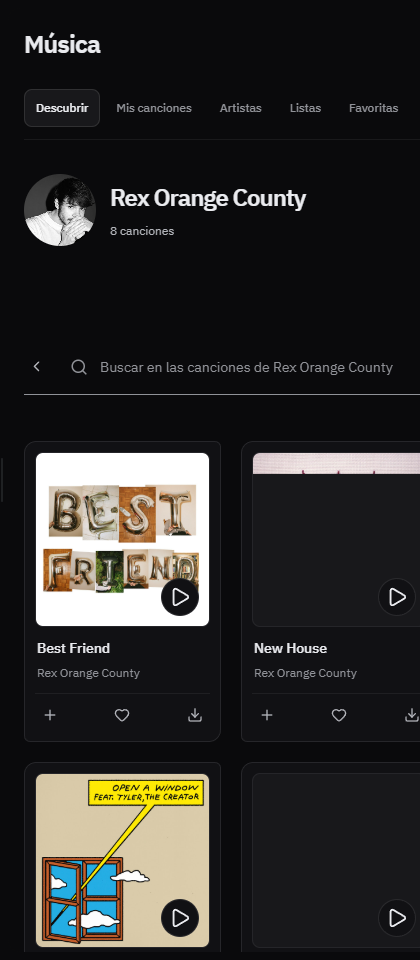 Música
Descubrir
Mis canciones
Artistas
Listas
Favoritas
Rex Orange County
8 canciones
Buscar en las canciones de Rex Orange County
BEST
FRIEND
Best Friend
Rex Orange County
New House
Rex Orange County
OPEN A WINDOW
FEAT. TYLER, THE CREATOR